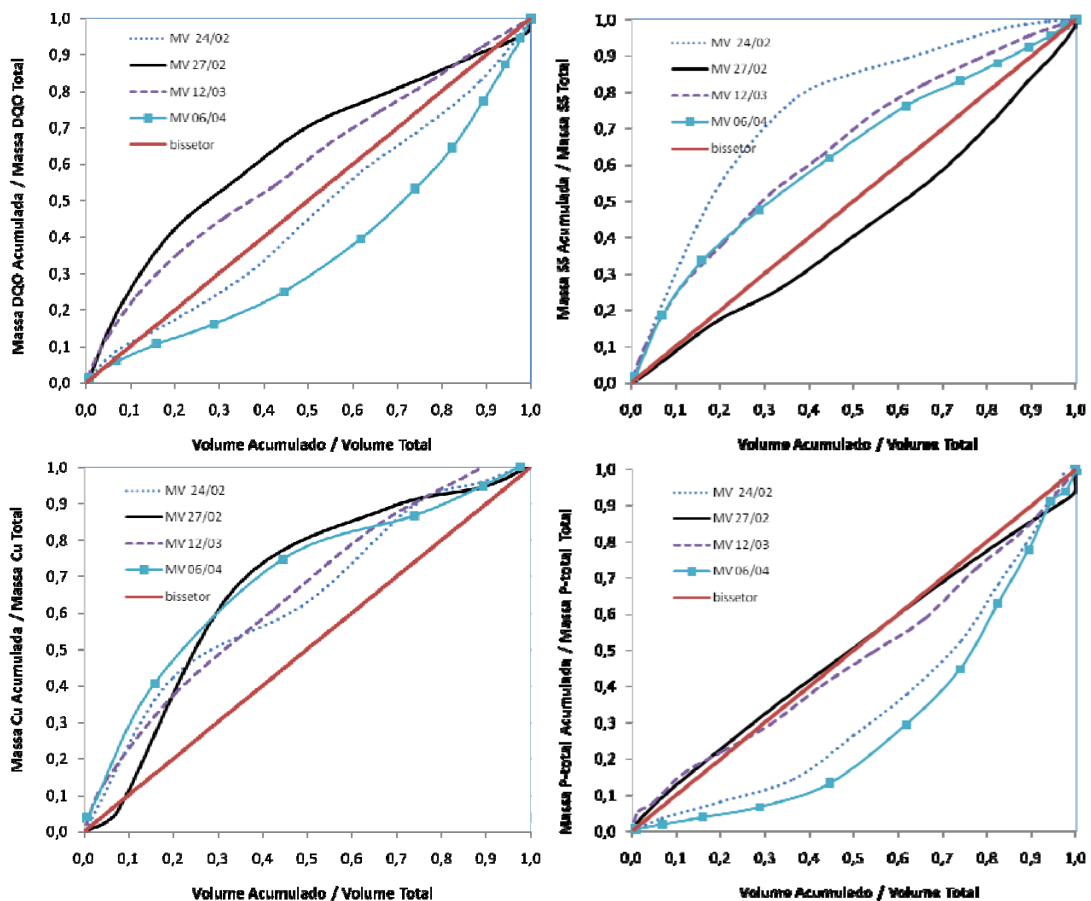 Massa DQO Acumulada / Massa DQO Total
1,0
0,9
0,8
0,7
0,6
0,5
0,4
0,3
0,2
0,1
0,0
MV 24/02
MV 27/02
MV 12/03
MV 06/04
bissetor
0,0 0,1 0,2 0,3 0,4 0,5 0,6 0,7 0,8 0,9 1,0
Volume Acumulado / Volume Total
Massa SS Acumulada / Massa SS Total
1,0
0,9
0,8
0,7
0,6
0,5
0,4
0,3
0,2
0,1
0,0
MV 24/02
MV 27/02
MV 12/03
MV 06/04
bissetor
0,0 0,1 0,2 0,3 0,4 0,5 0,6 0,7 0,8 0,9 1,0
Volume Acumulado / Volume Total
Massa Cu Acumulada / Massa Cu Total
1,0
0,9
0,8
0,7
0,6
0,5
0,4
0,3
0,2
0,1
0,0
MV 24/02
MV 27/02
MV 12/03
MV 06/04
bissetor
0,0 0,1 0,2 0,3 0,4 0,5 0,6 0,7 0,8 0,9 1,0
Volume Acumulado / Volume Total
Massa P-total Acumulada / Massa P-total Total
1,0
0,9
0,8
0,7
0,6
0,5
0,4
0,3
0,2
0,1
0,0
MV 24/02
MV 27/02
MV 12/03
MV 06/04
bissetor
0,0 0,1 0,2 0,3 0,4 0,5 0,6 0,7 0,8 0,9 1,0
Volume Acumulado / Volume Total